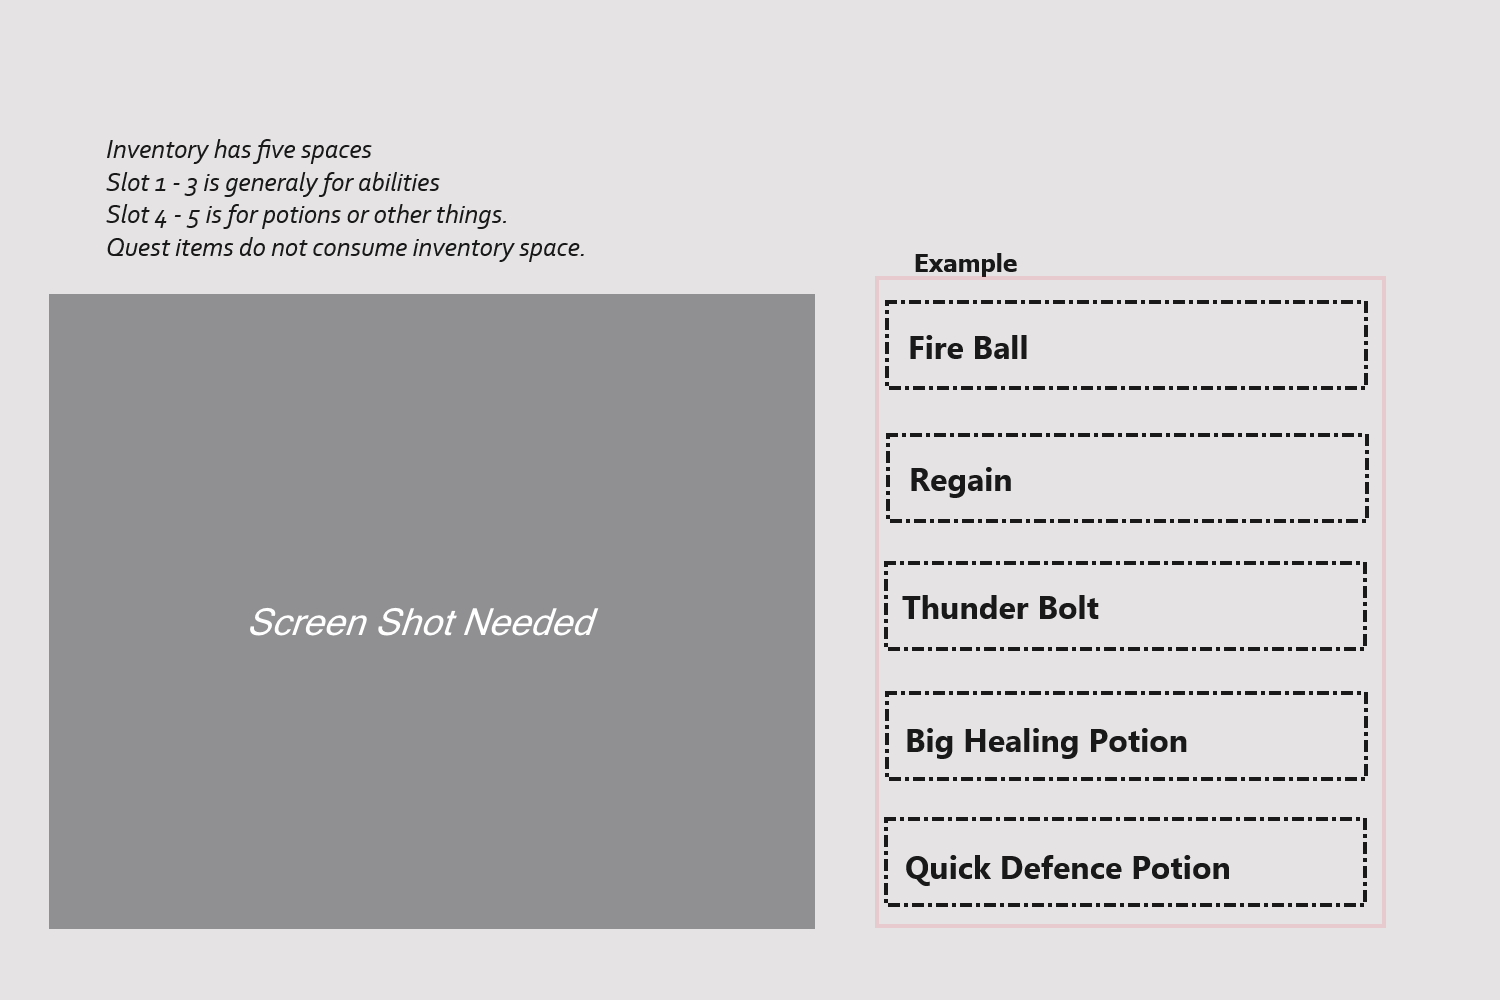 Inventory has five spaces
Slot 1 - 3 is generaly for abilities
Slot 4 - 5 is for potions or other things.
Quest items do not consume inventory space.
Screen Shot Needed
Example
Fire Ball
Regain
Thunder Bolt
Big Healing Potion
Quick Defence Potion